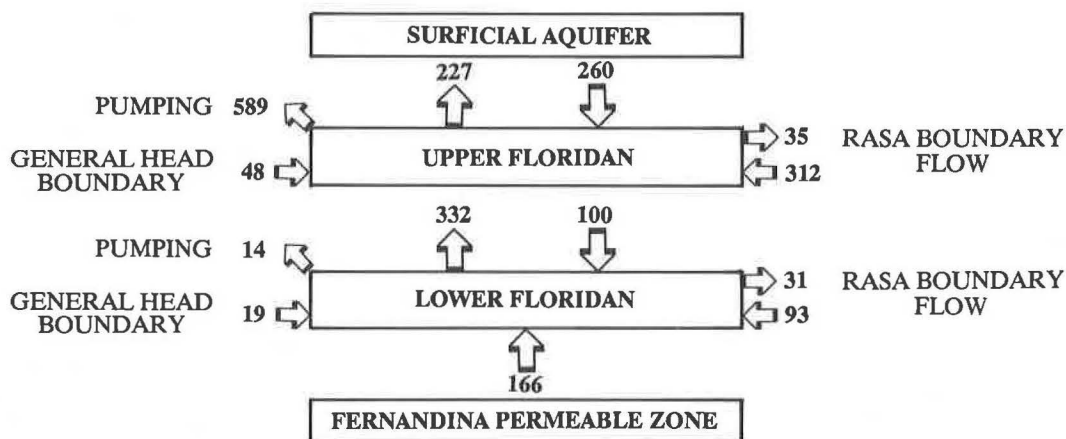 SURFICIAL AQUIFER
227 260
PUMPING 589
35 RASA BOUNDARY
FLOW
UPPER FLORIDAN
GENERAL HEAD
BOUNDARY 48
312
332 100
PUMPING 14
31 RASA BOUNDARY
FLOW
LOWER FLORIDAN
GENERAL HEAD
BOUNDARY 19
93
166
FERNANDINA PERMEABLE ZONE